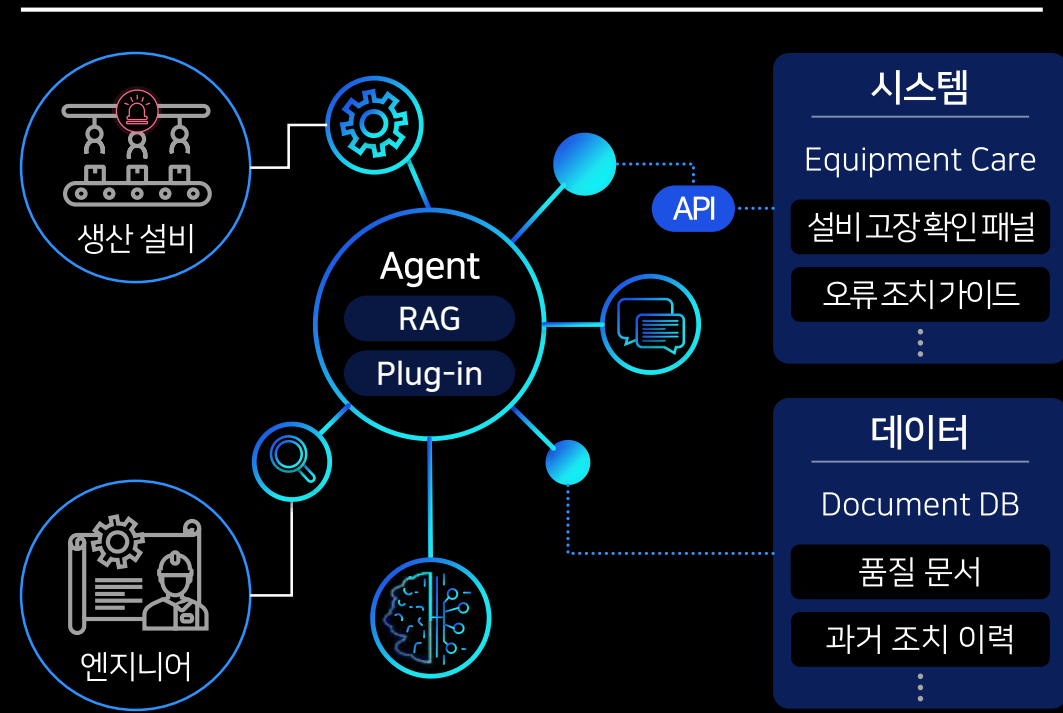 생산 설비
Agent
RAG
Plug-in
엔지니어
API
시스템
Equipment Care
설비 고장 확인 패널
오류 조치 가이드
데이터
Document DB
품질 문서
과거 조치 이력